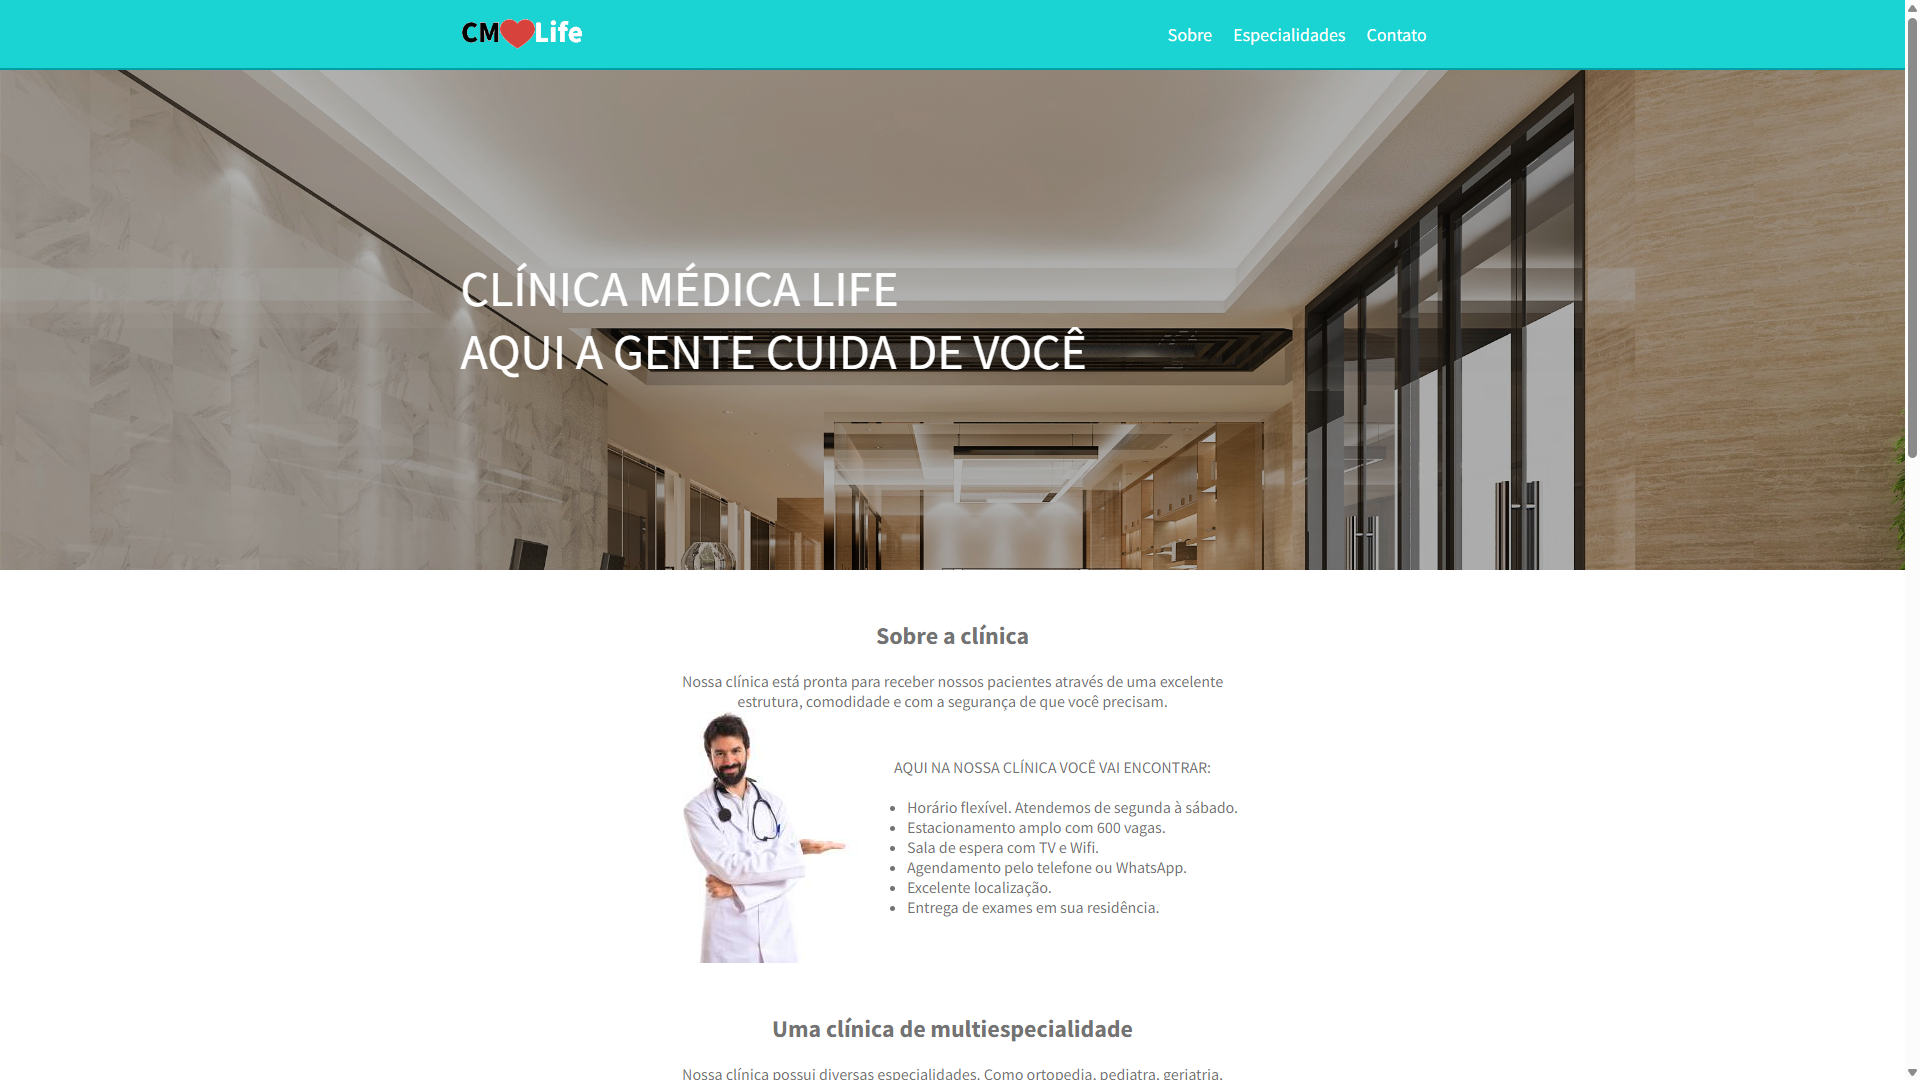 CM Life
Sobre
Especialidades
Contato
CLÍNICA MÉDICA LIFE
AQUI A GENTE CUIDA DE VOCÊ
Sobre a clínica
Nossa clínica está pronta para receber nossos pacientes através de uma excelente
estrutura, comodidade e com a segurança de que você precisam.
AQUI NA NOSSA CLÍNICA VOCÊ VAI ENCONTRAR:
Horário flexível. Atendemos de segunda à sábado.
Estacionamento amplo com 600 vagas.
Sala de espera com TV e Wifi.
Agendamento pelo telefone ou WhatsApp.
Excelente localização.
Entrega de exames em sua residência.
Uma clínica de multiespecialidade
Nossa clínica possui diversas especialidades. Como ortopedia, pediatra, geriatria,